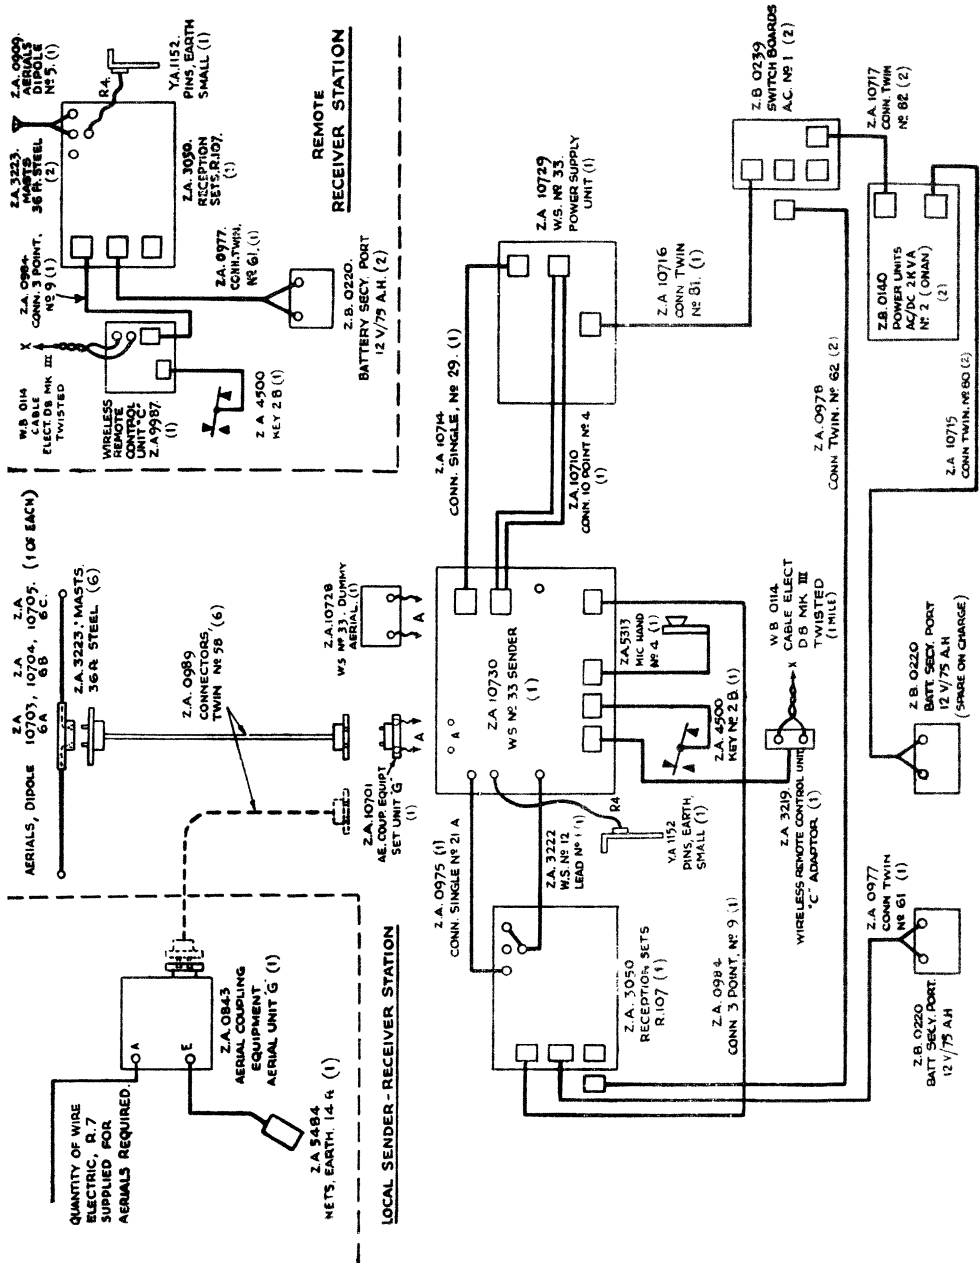 Z.A. 0909.
AERIALS
DIPOLE
Nº 5. (1)
R4.
Y.A. 1152.
PINS, EARTH
SMALL (1)
REMOTE
RECEIVER STATION
Z.A. 3223.
MASTS
36 Ft. STEEL
(2)
Z.A. 3050.
RECEPTION
SETS. R.107.
Z.A. 0984.
CONN. 3 POINT.
Nº 9 (1)
Z.A. 0977.
CONN. TWIN.
Nº 61. (1)
Z.B. 0220.
BATTERY SECY. PORT
12 V/75 A.H. (2)
X
W.B 0114
CABLE
ELECT. D8 MK III
TWISTED
WIRELESS
REMOTE
CONTROL
UNIT "C"
Z.A 9987.
(1)
Z A 4500
KEY 2 B (1)
Z.B 0239
SWITCH BOARDS
A.C. Nº 1 (2)
Z.A 10717
CONN. TWIN
Nº 82 (2)
Z.A 10729
W.S. Nº 33.
POWER SUPPLY
UNIT (1)
Z.A 10716
CONN TWIN
Nº 81. (1)
Z.B. 0140
POWER UNITS
AC/DC 2 KVA
Nº 2 (ONAN)
(2)
Z.A 10714
CONN. SINGLE, Nº 29. (1)
Z.A. 10710
CONN. 10 POINT Nº 4
(1)
Z.A. 0978
CONN TWIN. Nº 62 (2)
Z.A 10715
CONN TWIN. Nº 80 (2)
Z.A Z.A Z.A
AERIALS, DIPOLE 10703, 10704, 10705. (1 OF EACH)
6A 6B 6C.
Z.A. 3223, MASTS.
36 Ft STEEL (6)
Z.A. 0989
CONNECTORS,
TWIN Nº 58 (6)
Z.A. 10728
WS Nº 33. DUMMY
AERIAL. (1)
A
A
Z.A. 10701
AE. COUP. EQUIPT
SET UNIT "G"
(1)
A
Z.A 10730
WS Nº 33 SENDER
(1)
Z.A. 5313
MIC HAND
Nº 4 (1)
Z.A. 4500
KEY Nº 2 B (1)
W B 0114
CABLE ELECT
D8 MK III
TWISTED
(1 MILE)
X
Z.A 3219.
WIRELESS REMOTE CONTROL UNIT
"C" ADAPTOR (1)
Z. B. 0220
BATT. SECY. PORT
12 V/75 A.H
(SPARE ON CHARGE)
Z.A. 0975 (1)
CONN. SINGLE Nº 21 A
Z.A. 3222
W.S. Nº 12
LEAD Nº 1 (1)
R4
Y.A 1152
PINS, EARTH,
SMALL (1)
Z.A. 3050
RECEPTION SETS
R.107 (1)
Z.A. 0984
CONN 3 POINT, Nº 9 (1)
Z.A 0977
CONN TWIN
Nº 61 (1)
Z.B. 0220
BATT SECY. PORT.
12 V/75 A.H
A
E
QUANTITY OF WIRE
ELECTRIC, R.7
SUPPLIED FOR
AERIALS REQUIRED.
Z.A. 0843
AERIAL COUPLING
EQUIPMENT
AERIAL UNIT "G" (1)
Z.A 5484
NETS, EARTH. 14 ft (1)
LOCAL SENDER-RECEIVER STATION